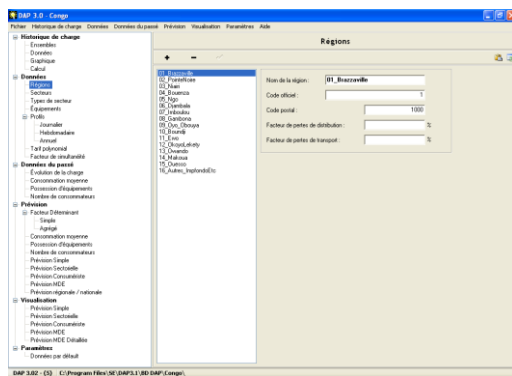 DAP 3.0 - Congo
Fichier Historique de charge Données Données du passé Prévision Visualisation Paramètres Aide
Historique de charge
Ensembles
Données
Graphique
Calcul
Données
Régions
Secteurs
Types de secteur
Équipements
Profils
Journalier
Hebdomadaire
Annuel
Tarif polynomial
Facteur de simultanéité
Données du passé
Évolution de la charge
Consommation moyenne
Possession d'équipements
Nombre de consommateurs
Prévision
Facteur Déterminant
Simple
Agrégé
Consommation moyenne
Possession d'équipements
Nombre de consommateurs
Prévision Simple
Prévision Sectorielle
Prévision Consumériste
Prévision MDE
Prévision régionale / nationale
Visualisation
Prévision Simple
Prévision Sectorielle
Prévision Consumériste
Prévision MDE
Prévision MDE Détaillée
Paramètres
Données par défault
Régions
01_Brazzaville
02_PointeNoire
03_Niari
04_Bouenza
05_Ngo
06_Djambala
07_Imboulou
08_Gamboma
09_Oyo_Obouya
10_Boundji
11_Ewo
12_OkoyoLekety
13_Owando
14_Makoua
15_Ouesso
16_Autres_ImpfondoEtc
Nom de la région : 01_Brazzaville
Code officiel : 1
Code postal : 1000
Facteur de pertes de distribution : %
Facteur de pertes de transport : %
DAP 3.02 - (S) C:\Program Files\SE\DAP3.1\BD DAP\Congo\